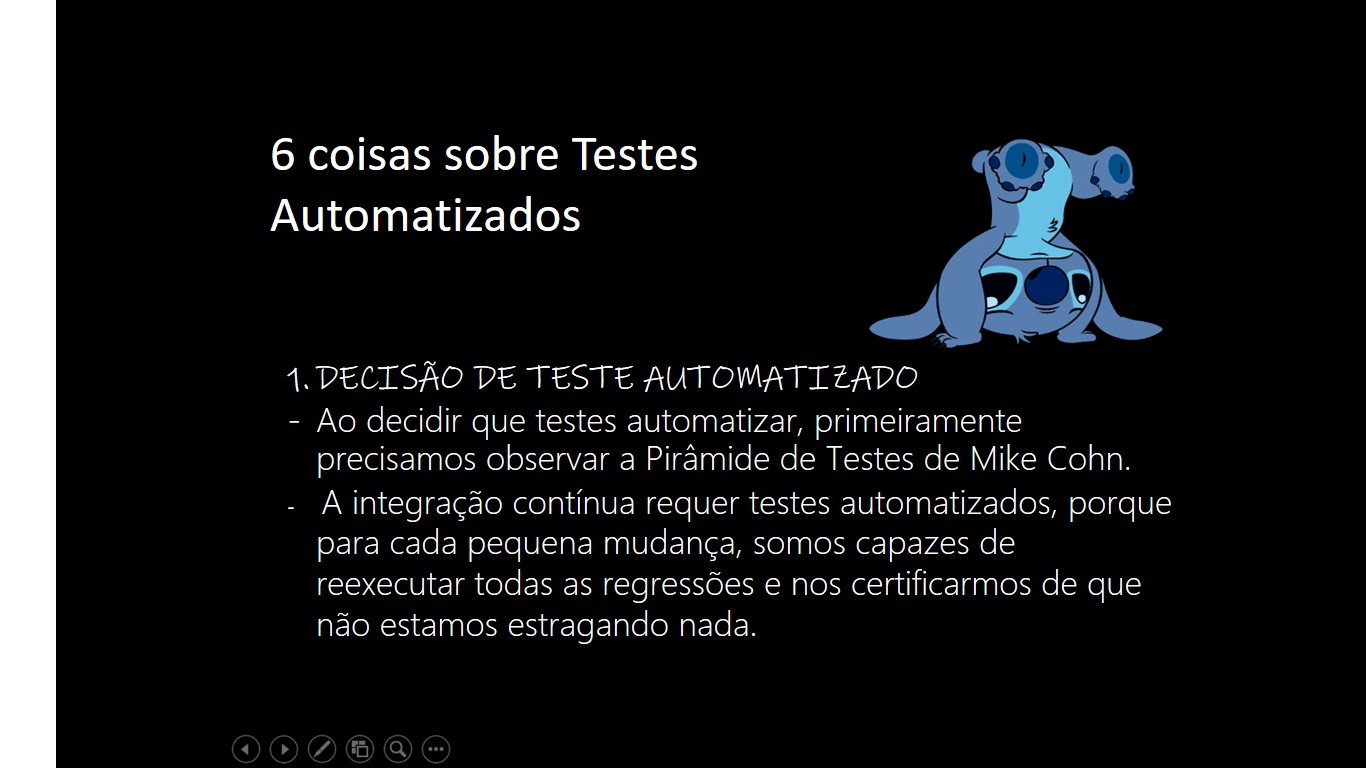 6 coisas sobre Testes
Automatizados
1. DECISÃO DE TESTE AUTOMATIZADO
- Ao decidir que testes automatizar, primeiramente
precisamos observar a Pirâmide de Testes de Mike Cohn.
- A integração contínua requer testes automatizados, porque
para cada pequena mudança, somos capazes de
reexecutar todas as regressões e nos certificarmos de que
não estamos estragando nada.